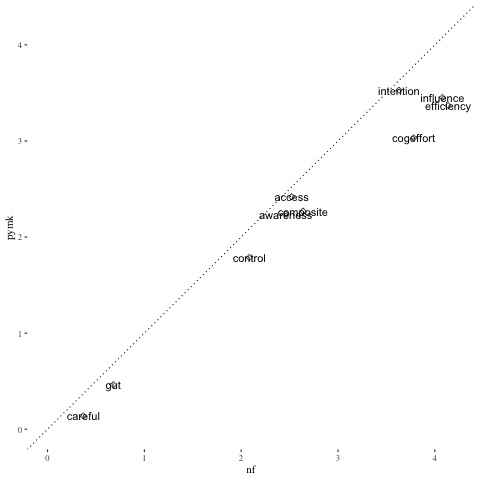 4
intention
influence
efficiency
3
cogeffort
access
composite
awareness
pymk
2
control
1
gut
careful
0
0
1
2
3
4
nf